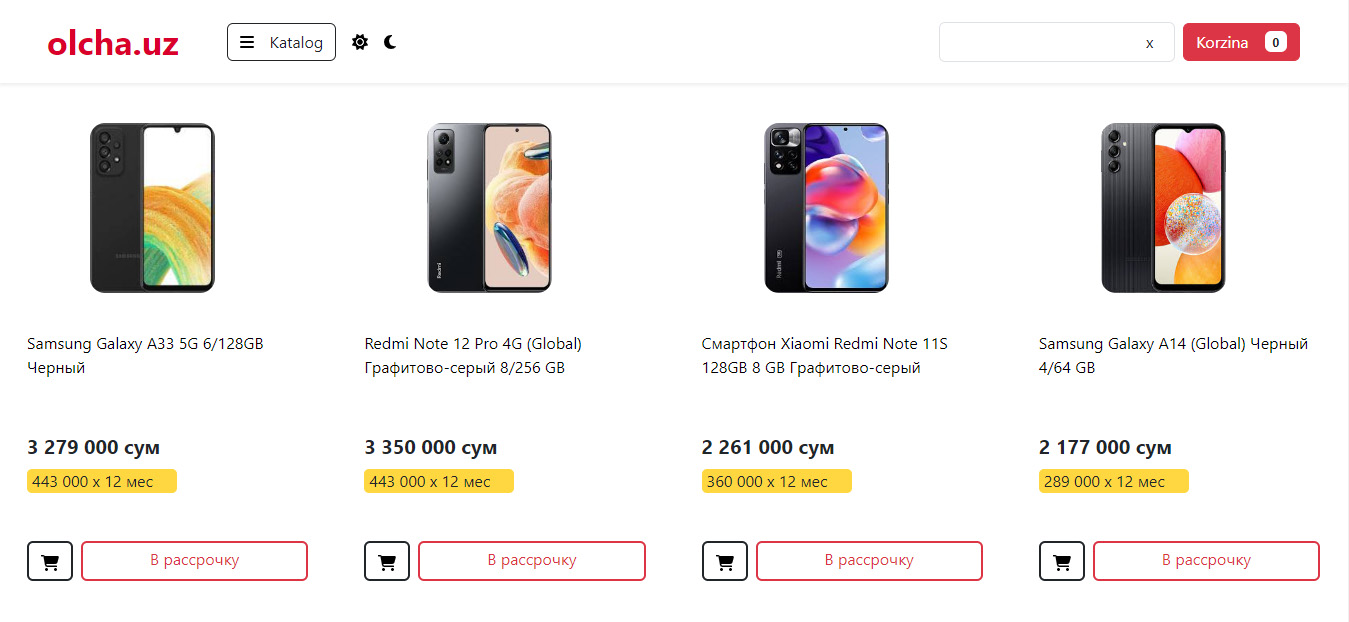 olcha.uz
Katalog
x
Korzina 0
Samsung Galaxy A33 5G 6/128GB
Черный
3 279 000 сум
443 000 x 12 мес
В рассрочку
Redmi Note 12 Pro 4G (Global)
Графитово-серый 8/256 GB
3 350 000 сум
443 000 x 12 мес
В рассрочку
Смартфон Xiaomi Redmi Note 11S
128GB 8 GB Графитово-серый
2 261 000 сум
360 000 x 12 мес
В рассрочку
Samsung Galaxy A14 (Global) Черный
4/64 GB
2 177 000 сум
289 000 x 12 мес
В рассрочку